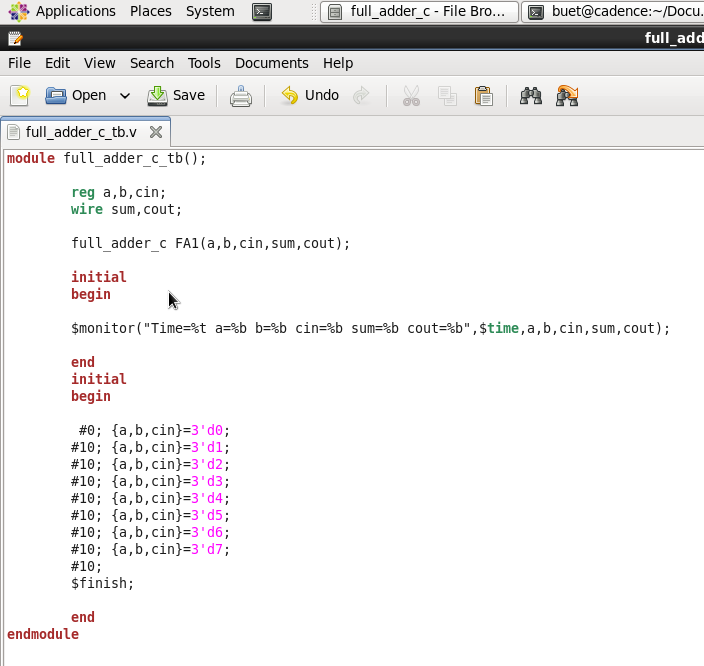 Applications Places System full_adder_c - File Bro... buet@cadence:~/Docu.
full_add
File Edit View Search Tools Documents Help
Open Save Undo
full_adder_c_tb.v
module full_adder_c_tb();
reg a,b,cin;
wire sum,cout;
full_adder_c FA1(a,b,cin,sum,cout);
initial
begin
$monitor("Time=%t a=%b b=%b cin=%b sum=%b cout=%b",$time,a,b,cin,sum,cout);
end
initial
begin
#0; {a,b,cin}=3'd0;
#10; {a,b,cin}=3'd1;
#10; {a,b,cin}=3'd2;
#10; {a,b,cin}=3'd3;
#10; {a,b,cin}=3'd4;
#10; {a,b,cin}=3'd5;
#10; {a,b,cin}=3'd6;
#10; {a,b,cin}=3'd7;
#10;
$finish;
end
endmodule